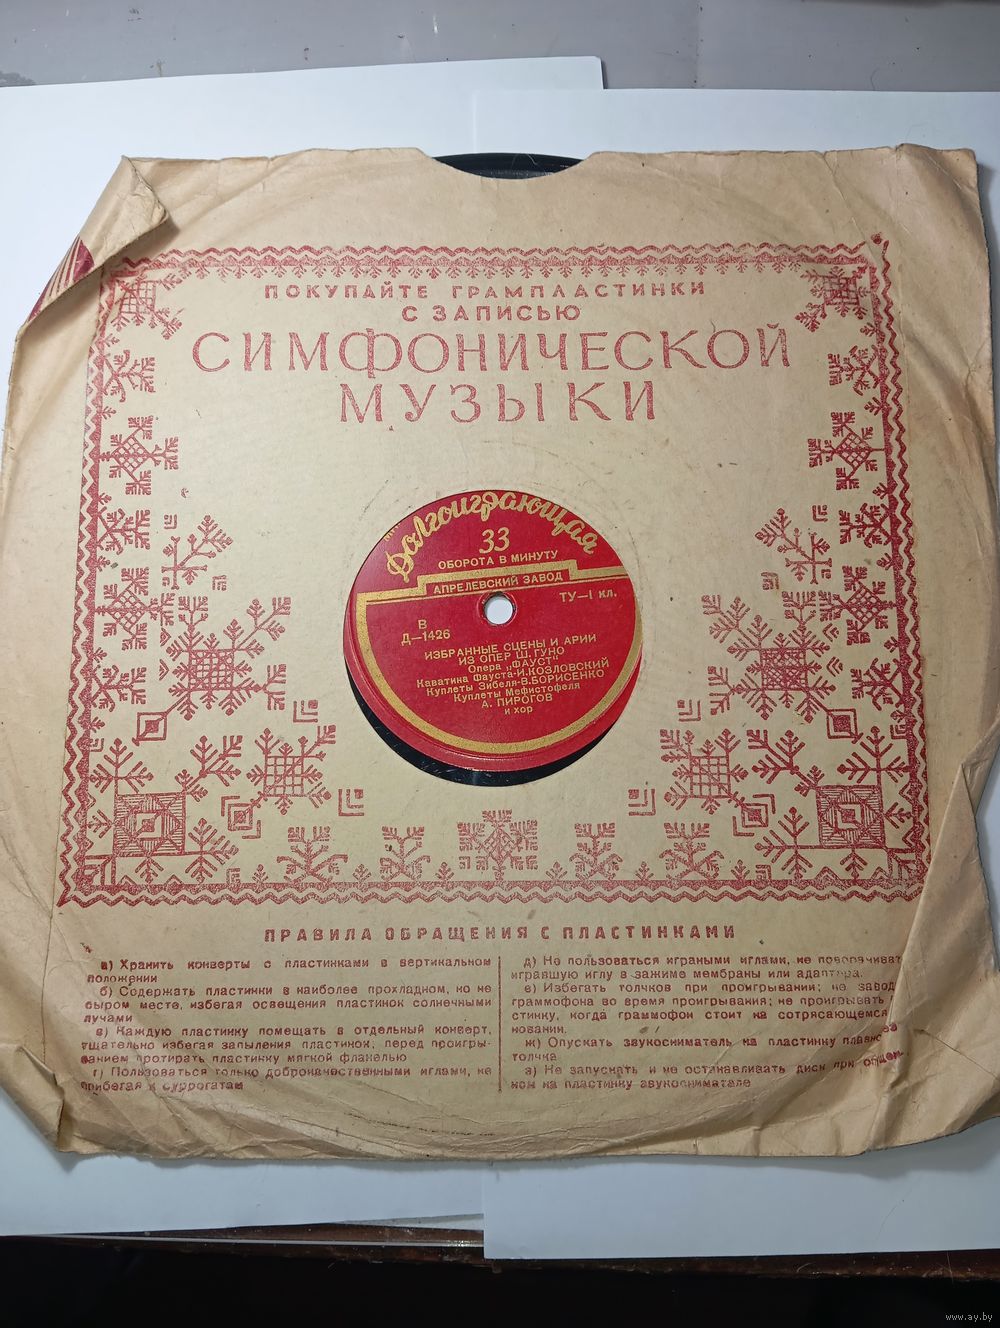 ПОКУПАЙТЕ ГРАМПЛАСТИНКИ
С ЗАПИСЬЮ
СИМФОНИЧЕСКОЙ
МУЗЫКИ
Долгоиграющая
33
ОБОРОТА В МИНУТУ
АПРЕЛЕВСКИЙ ЗАВОД
ТУ—I кл.
В
Д—1426
ИЗБРАННЫЕ СЦЕНЫ И АРИИ
ИЗ ОПЕР Ш. ГУНО
Опера „ФАУСТ“
Каватина Фауста-И.КОЗЛОВСКИЙ
Куплеты Зибеля-В.БОРИСЕНКО
Куплеты Мефистофеля
А. ПИРОГОВ
и хор
ПРАВИЛА ОБРАЩЕНИЯ С ПЛАСТИНКАМИ
а) Хранить конверты с пластинками в вертикальном
положении
б) Содержать пластинки в наиболее прохладном, но не
сыром месте, избегая освещения пластинок солнечными
лучами
в) Каждую пластинку помещать в отдельный конверт,
тщательно избегая запыления пластинок, перед проигры-
ванием протирать пластинку мягкой фланелью
г) Пользоваться только доброкачественными иглами, не
прибегая к суррогатам
д) Не пользоваться играными иглами, не поворачиват
игравшую иглу в зажиме мембраны или адаптера.
е) Избегать толчков при проигрывании; не завод
граммофона во время проигрывания; не проигрывать
стинку, когда граммофон стоит на сотрясающемся
новании.
ж) Опускать звукосниматель на пластинку плавно
толчка
з) Не запускать и не останавливать диск при
ном на пластинку звукоснимателе
www.ay.by